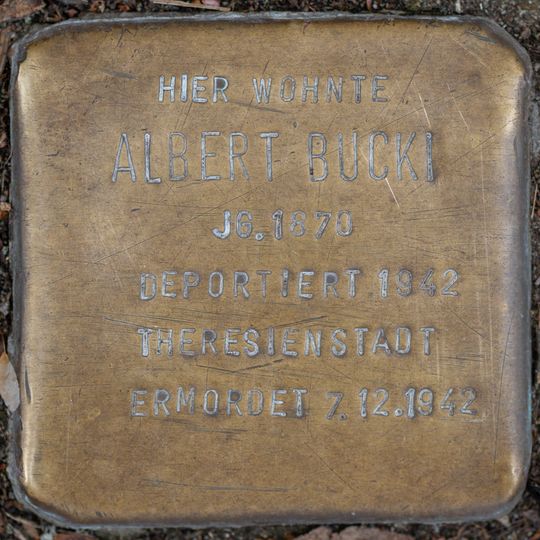 HIER WOHNTE
ALBERT BUCKI
JG. 1870
DEPORTIERT 1942
THERESIENSTADT
ERMORDET 7.12.1942